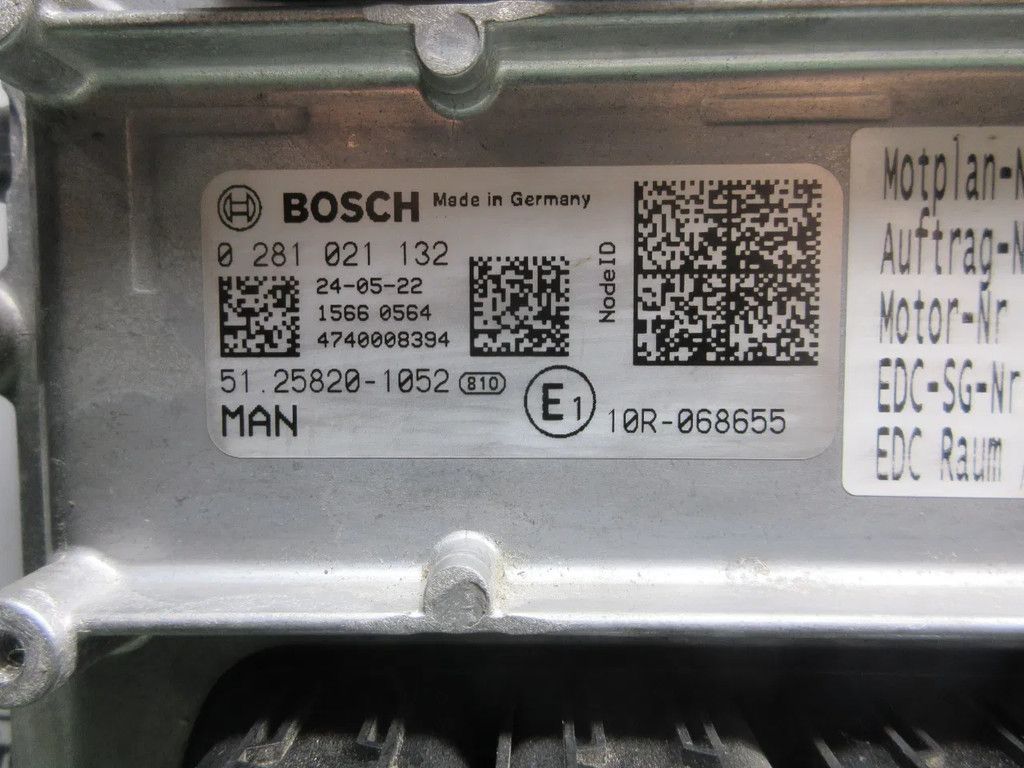 BOSCH Made in Germany
0 281 021 132
24-05-22
1566 0564
4740008394
NodeID
51.25820-1052 810
MAN
E1 10R-068655
Motplan-N
Auftrag-N
Motor-Nr
EDC-SG-Nr
EDC Raum